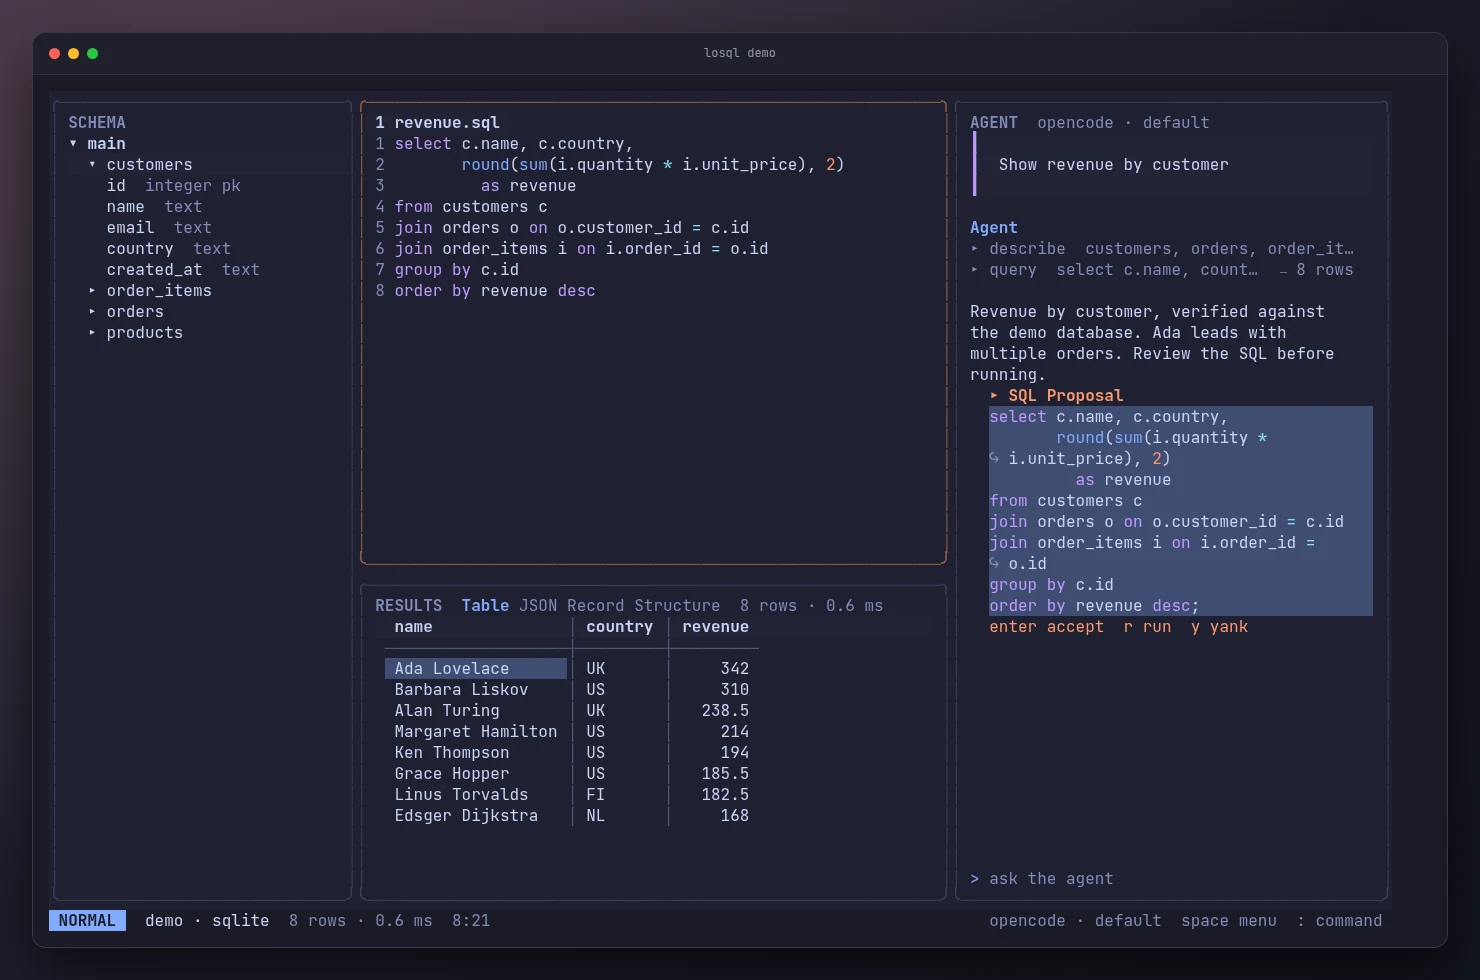 losql demo
SCHEMA
▾ main
▾ customers
id integer pk
name text
email text
country text
created_at text
▸ order_items
▸ orders
▸ products
1 revenue.sql
1 select c.name, c.country,
2 round(sum(i.quantity * i.unit_price), 2)
3 as revenue
4 from customers c
5 join orders o on o.customer_id = c.id
6 join order_items i on i.order_id = o.id
7 group by c.id
8 order by revenue desc
RESULTS Table JSON Record Structure 8 rows · 0.6 ms
name │ country │ revenue
Ada Lovelace │ UK │ 342
Barbara Liskov │ US │ 310
Alan Turing │ UK │ 238.5
Margaret Hamilton │ US │ 214
Ken Thompson │ US │ 194
Grace Hopper │ US │ 185.5
Linus Torvalds │ FI │ 182.5
Edsger Dijkstra │ NL │ 168
AGENT opencode · default
Show revenue by customer
Agent
▸ describe customers, orders, order_it…
▸ query select c.name, count… — 8 rows
Revenue by customer, verified against
the demo database. Ada leads with
multiple orders. Review the SQL before
running.
▸ SQL Proposal
select c.name, c.country,
round(sum(i.quantity *
↪ i.unit_price), 2)
as revenue
from customers c
join orders o on o.customer_id = c.id
join order_items i on i.order_id =
↪ o.id
group by c.id
order by revenue desc;
enter accept r run y yank
> ask the agent
NORMAL demo · sqlite 8 rows · 0.6 ms 8:21
opencode · default space menu : command